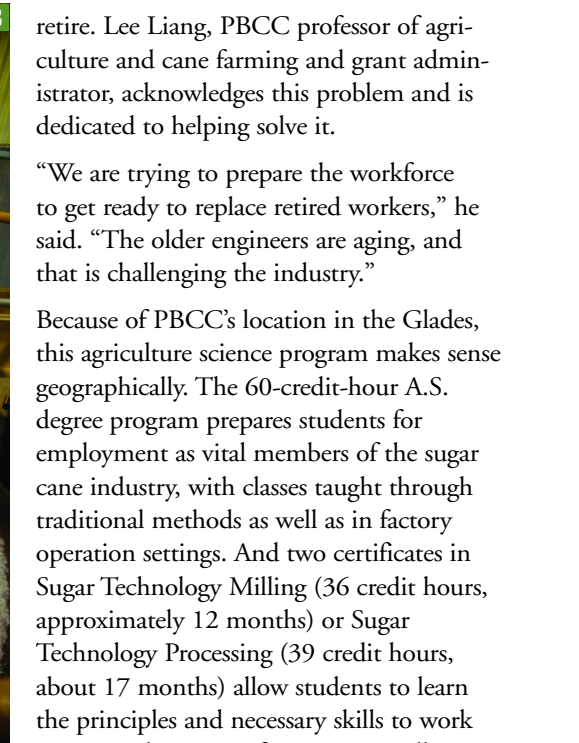 retire. Lee Liang, PBCC professor of agri-
culture and cane farming and grant admin-
istrator, acknowledges this problem and is
dedicated to helping solve it.
“We are trying to prepare the workforce
to get ready to replace retired workers,” he
said. “The older engineers are aging, and
that is challenging the industry.”
Because of PBCC’s location in the Glades,
this agriculture science program makes sense
geographically. The 60-credit-hour A.S.
degree program prepares students for
employment as vital members of the sugar
cane industry, with classes taught through
traditional methods as well as in factory
operation settings. And two certificates in
Sugar Technology Milling (36 credit hours,
approximately 12 months) or Sugar
Technology Processing (39 credit hours,
about 17 months) allow students to learn
the principles and necessary skills to work